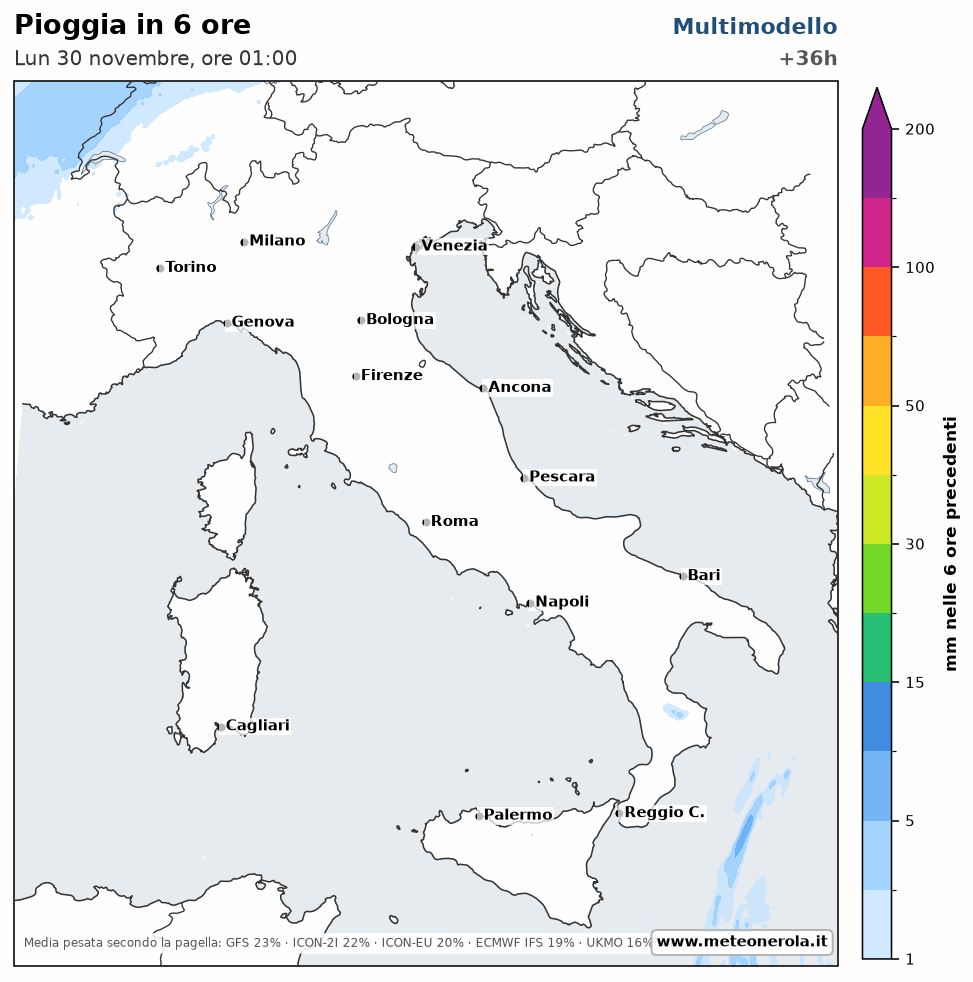 Pioggia in 6 ore
Multimodello
Lun 30 novembre, ore 01:00
+36h
Milano
Venezia
Torino
Genova
Bologna
Firenze
Ancona
Pescara
Roma
Bari
Napoli
Cagliari
Palermo
Reggio C.
200
100
50
30
15
5
1
mm nelle 6 ore precedenti
Media pesata secondo la pagella: GFS 23% · ICON-2I 22% · ICON-EU 20% · ECMWF IFS 19% · UKMO 16%
www.meteonerola.it